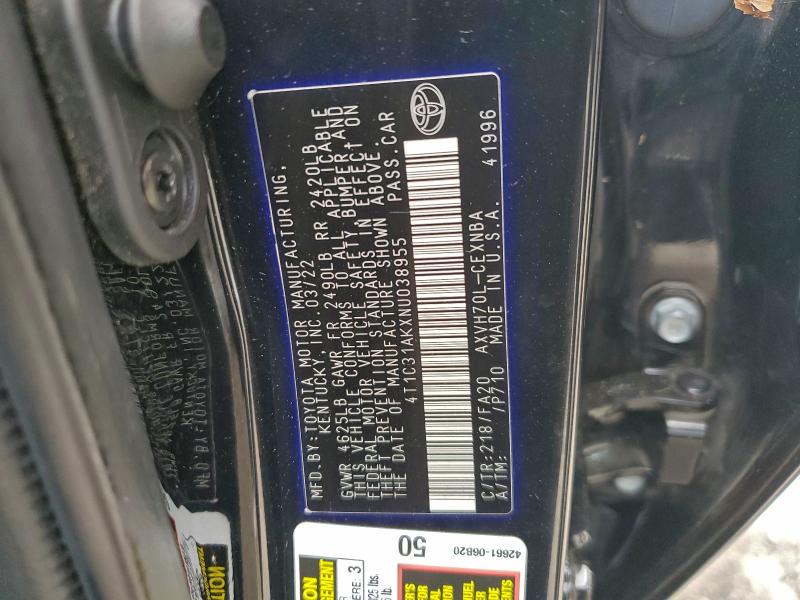 MFD. BY: TOYOTA MOTOR MANUFACTURING,
KENTUCKY, INC. 03/22
GVWR 4625LB GAWR FR 2490LB RR 2420LB
THIS VEHICLE CONFORMS TO ALL APPLICABLE
FEDERAL MOTOR VEHICLE SAFETY, BUMPER, AND
THEFT PREVENTION STANDARDS IN EFFECT ON
THE DATE OF MANUFACTURE SHOWN ABOVE.
4T1C31AKXNU038955 PASS. CAR
C/TR: 218/FA20 AXVH70L-CEXNBA 41996
A/TM: /P710 MADE IN U.S.A.
50
42661-06B20
3